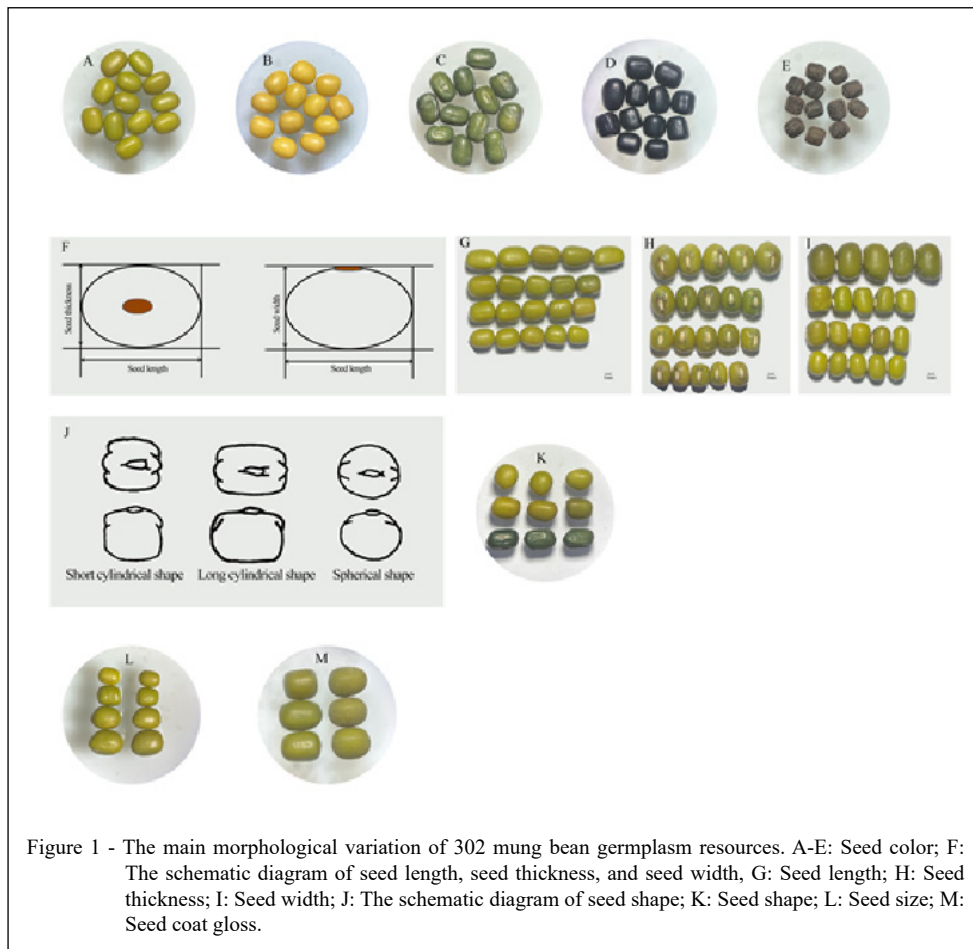 A
B
C
D
E
F
Seed thickness
Seed length
Seed width
Seed length
G
H
I
J
Short cylindrical shape
Long cylindrical shape
Spherical shape
K
L
M
Figure 1 - The main morphological variation of 302 mung bean germplasm resources. A-E: Seed color; F:
The schematic diagram of seed length, seed thickness, and seed width, G: Seed length; H: Seed
thickness; I: Seed width; J: The schematic diagram of seed shape; K: Seed shape; L: Seed size; M:
Seed coat gloss.